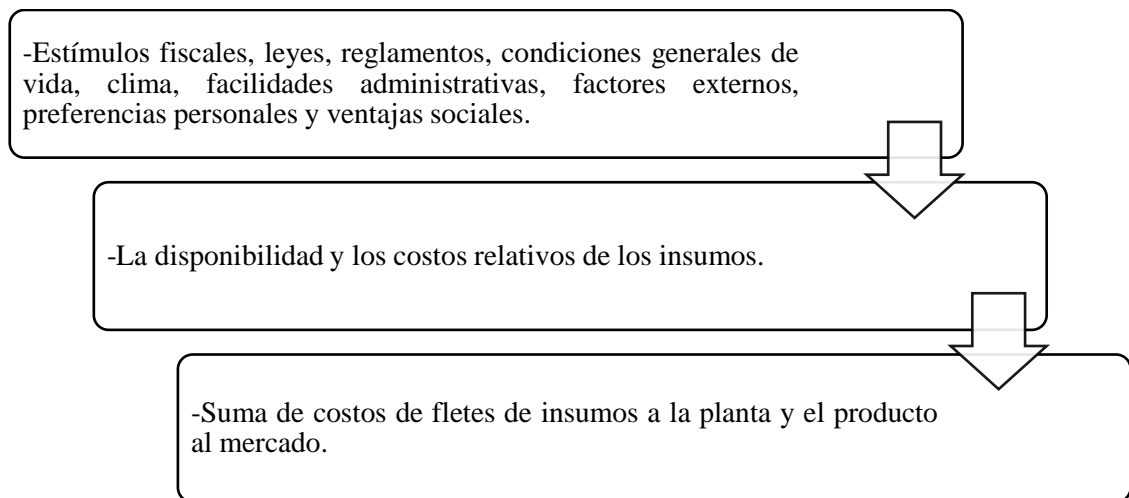 -Estímulos fiscales, leyes, reglamentos, condiciones generales de
vida, clima, facilidades administrativas, factores externos,
preferencias personales y ventajas sociales.
-La disponibilidad y los costos relativos de los insumos.
-Suma de costos de fletes de insumos a la planta y el producto
al mercado.